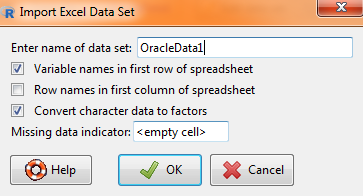 Import Excel Data Set
Enter name of data set: OracleData1
Variable names in first row of spreadsheet
Row names in first column of spreadsheet
Convert character data to factors
Missing data indicator: <empty cell>
Help OK Cancel